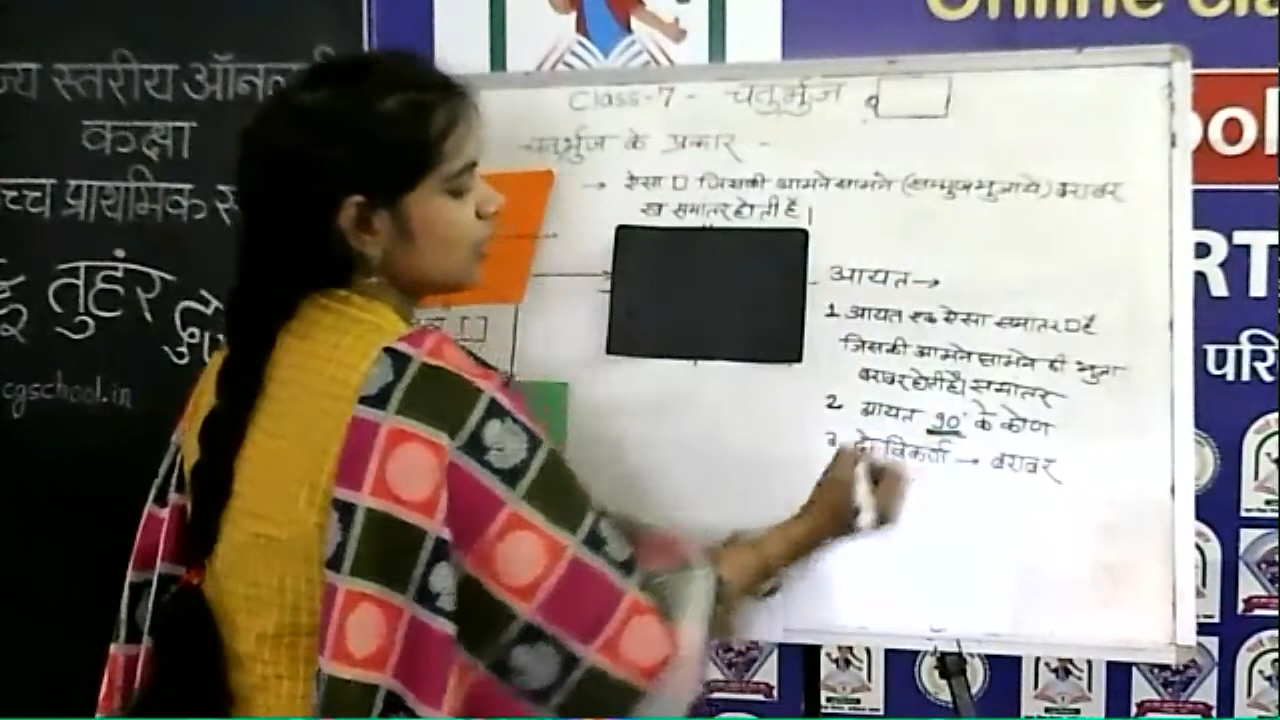 ऑनल
कक्षा
प्राथमिक
तुहंर
cgschool.in
Online cla
Class-7- चतुर्भुज
चतुर्भुज के प्रकार -
→ ऐसा □ जिसकी आमने सामने बराबर
समातर होती है।
आयत→
1 आयत एक ऐसा समातर □ है
जिसकी आमने सामने की भुजा
बराबर होती है। समातर
2 आयत 90° के कोण
3 दो विकर्ण → बराबर
RT
परि